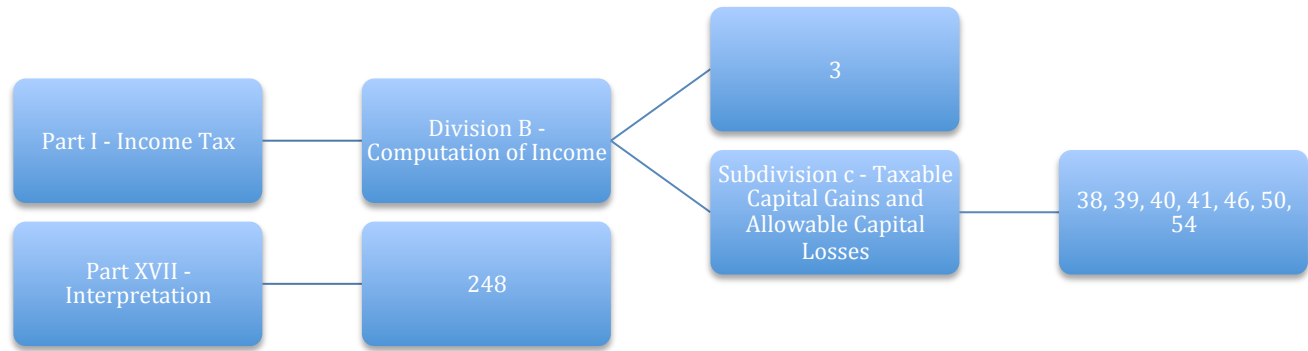 Part I - Income Tax
Division B -
Computation of Income
3
Subdivision c - Taxable
Capital Gains and
Allowable Capital
Losses
38, 39, 40, 41, 46, 50,
54
Part XVII -
Interpretation
248